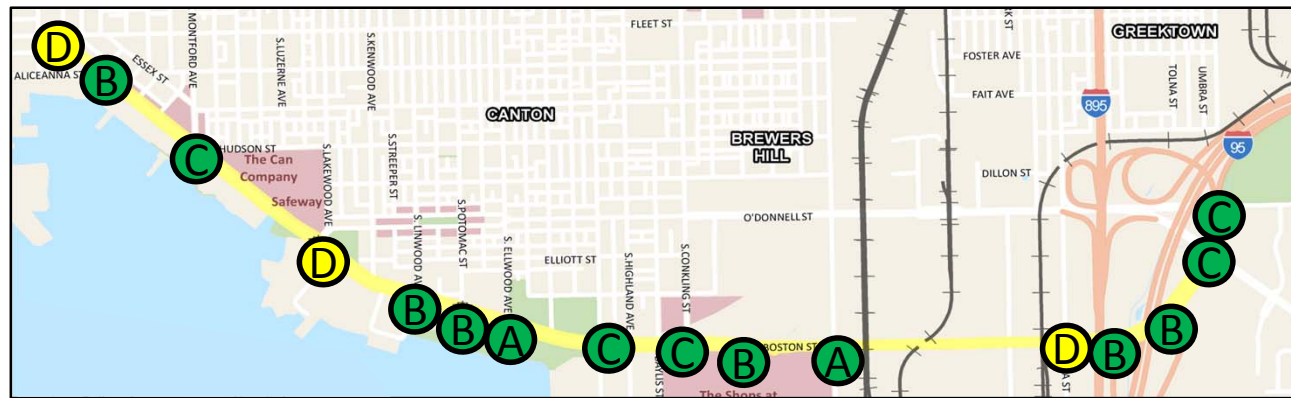 FLEET ST
MONTFORD AVE
S.LUZERNE AVE
S.KENWOOD AVE
GREEKTOWN
D
ESSEX ST
ALICEANNA ST
B
FOSTER AVE
FAIT AVE
TOLNA ST
UMBRA ST
895
CANTON
BREWERS
HILL
95
C
HUDSON ST
The Can
Company
Safeway
S.LAKEWOOD AVE
S.STREEPER ST
DILLON ST
O'DONNELL ST
S. LINWOOD AV
S.POTOMAC ST
S. ELLWOOD AVE
ELLIOTT ST
S.HIGHLAND AVE
S.CONKLING ST
C
C
D
B
B
A
C
C
B
BOSTON ST
A
D
B
B
The Shops at